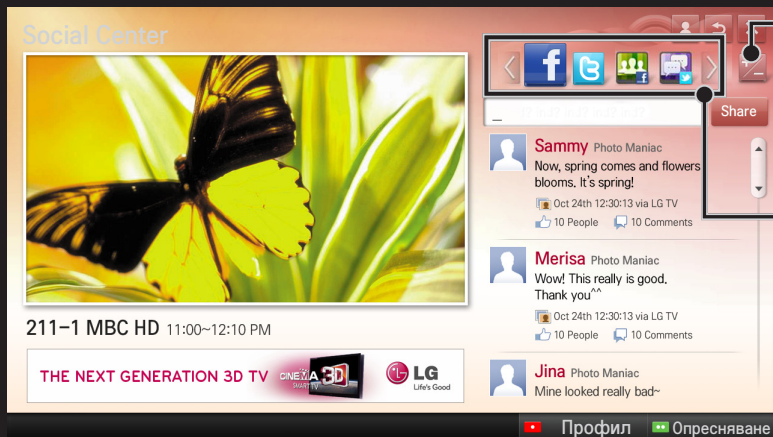 Social Center
Share
Sammy Photo Maniac
Now, spring comes and flowers
blooms. It's spring!
Oct 24th 12:30:13 via LG TV
10 People 10 Comments
Merisa Photo Maniac
Wow! This really is good.
Thank you^^
Oct 24th 12:30:13 via LG TV
10 People 10 Comments
Jina Photo Maniac
Mine looked really bad~
211-1 MBC HD 11:00~12:10 PM
THE NEXT GENERATION 3D TV CINEMA 3D SMART TV LG Life's Good
Профил Опресняване